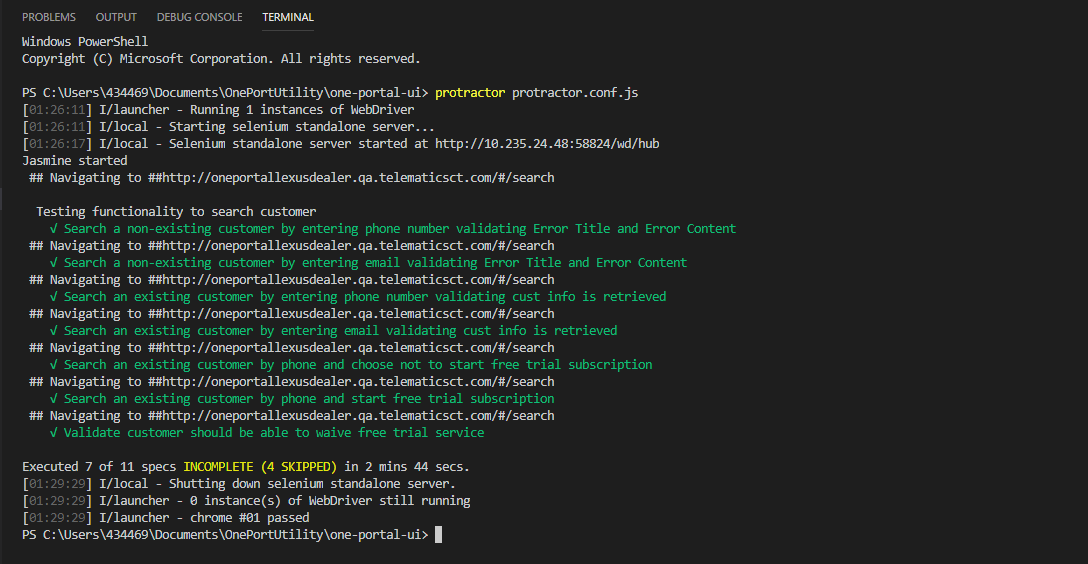 PROBLEMS OUTPUT DEBUG CONSOLE TERMINAL
Windows PowerShell
Copyright (C) Microsoft Corporation. All rights reserved.
PS C:\Users\434469\Documents\OnePortUtility\one-portal-ui> protractor protractor.conf.js
[01:26:11] I/launcher - Running 1 instances of WebDriver
[01:26:11] I/local - Starting selenium standalone server...
[01:26:17] I/local - Selenium standalone server started at http://10.235.24.48:58824/wd/hub
Jasmine started
## Navigating to ##http://oneportallexusdealer.qa.telematicsct.com/#/search
Testing functionality to search customer
√ Search a non-existing customer by entering phone number validating Error Title and Error Content
## Navigating to ##http://oneportallexusdealer.qa.telematicsct.com/#/search
√ Search a non-existing customer by entering email validating Error Title and Error Content
## Navigating to ##http://oneportallexusdealer.qa.telematicsct.com/#/search
√ Search an existing customer by entering phone number validating cust info is retrieved
## Navigating to ##http://oneportallexusdealer.qa.telematicsct.com/#/search
√ Search an existing customer by entering email validating cust info is retrieved
## Navigating to ##http://oneportallexusdealer.qa.telematicsct.com/#/search
√ Search an existing customer by phone and choose not to start free trial subscription
## Navigating to ##http://oneportallexusdealer.qa.telematicsct.com/#/search
√ Search an existing customer by phone and start free trial subscription
## Navigating to ##http://oneportallexusdealer.qa.telematicsct.com/#/search
√ Validate customer should be able to waive free trial service
Executed 7 of 11 specs INCOMPLETE (4 SKIPPED) in 2 mins 44 secs.
[01:29:29] I/local - Shutting down selenium standalone server.
[01:29:29] I/launcher - 0 instance(s) of WebDriver still running
[01:29:29] I/launcher - chrome #01 passed
PS C:\Users\434469\Documents\OnePortUtility\one-portal-ui>